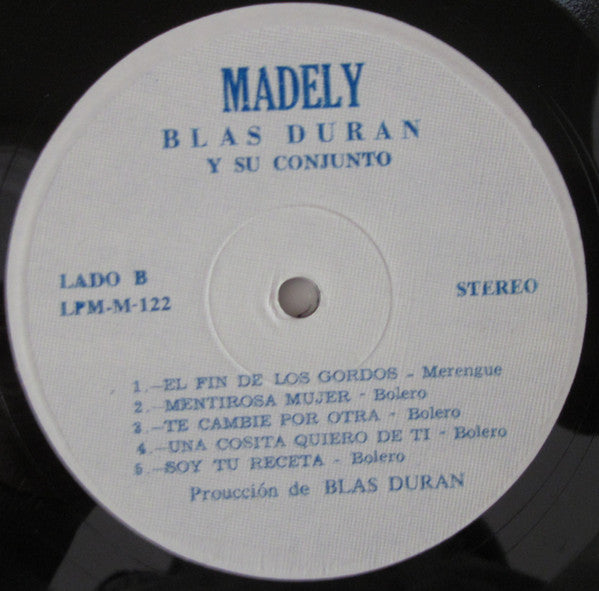 MADELY
BLAS DURAN
Y SU CONJUNTO
LADO B
LPM-M-122
STEREO
1.-EL FIN DE LOS GORDOS - Merengue
2.-MENTIROSA MUJER - Bolero
3.-TE CAMBIE POR OTRA - Bolero
4.-UNA COSITA QUIERO DE TI - Bolero
5.-SOY TU RECETA - Bolero
Proucción de BLAS DURAN